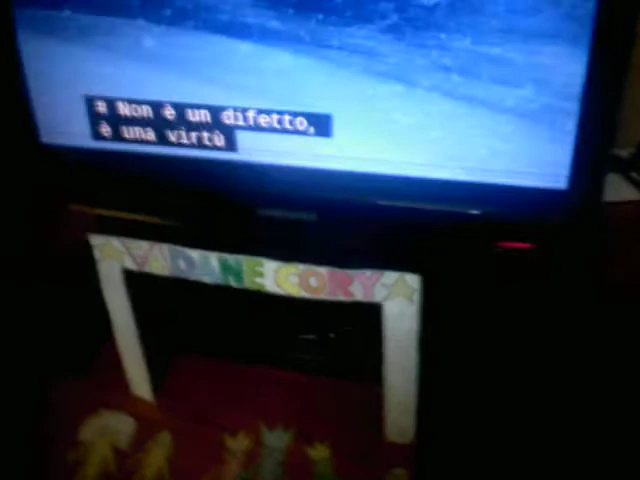 # Non è un difetto,
è una virtù
DANE CORY